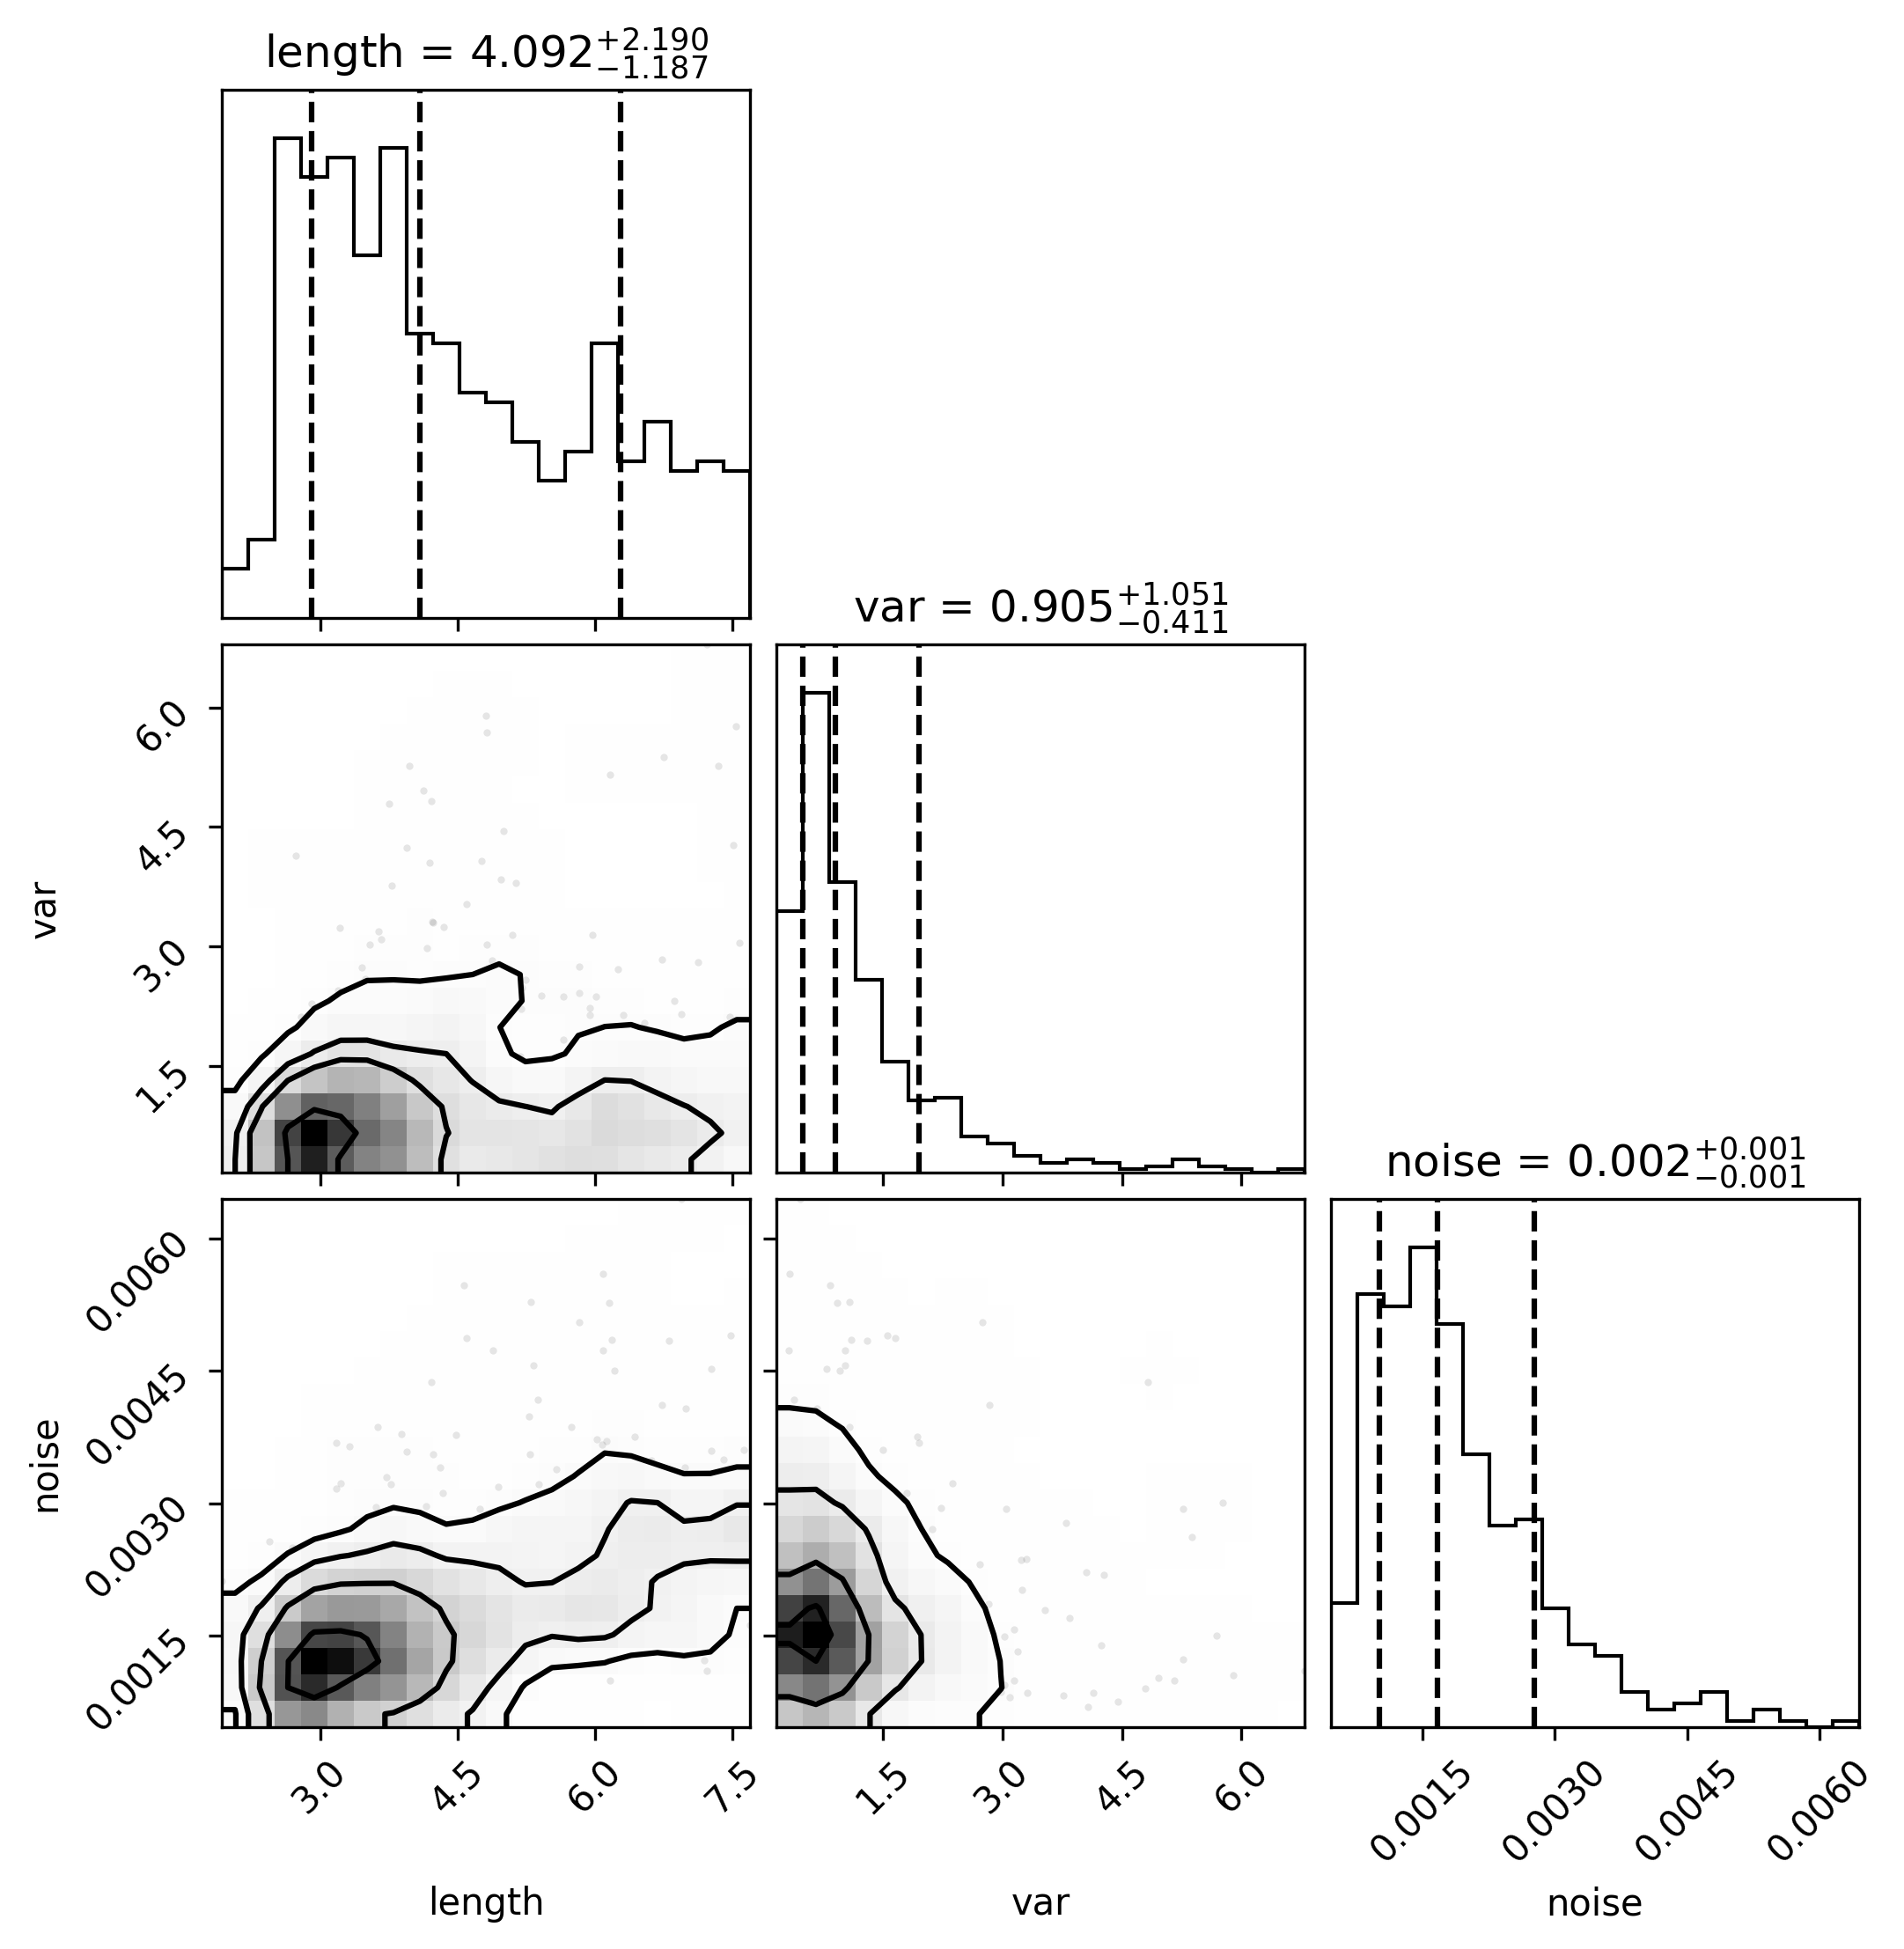 length = 4.092+2.190−1.187
var = 0.905+1.051−0.411
6.0
4.5
3.0
1.5
var
noise = 0.002+0.001−0.001
0.0060
0.0045
0.0030
0.0015
noise
3.0 4.5 6.0 7.5 1.5 3.0 4.5 6.0 0.0015 0.0030 0.0045 0.0060
length var noise